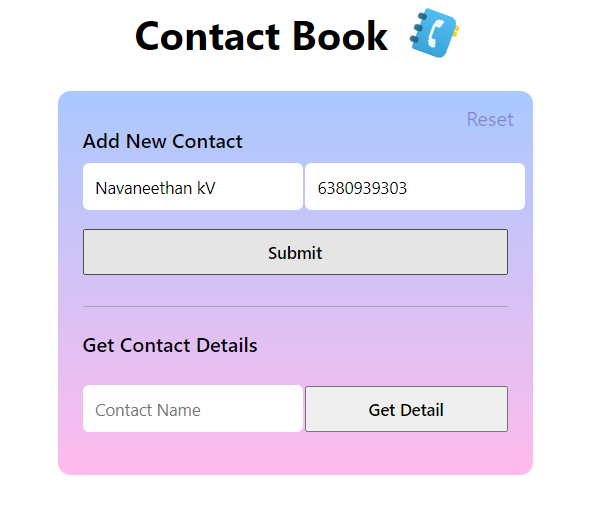 Contact Book
Reset
Add New Contact
Navaneethan kV 6380939303
Submit
Get Contact Details
Contact Name Get Detail